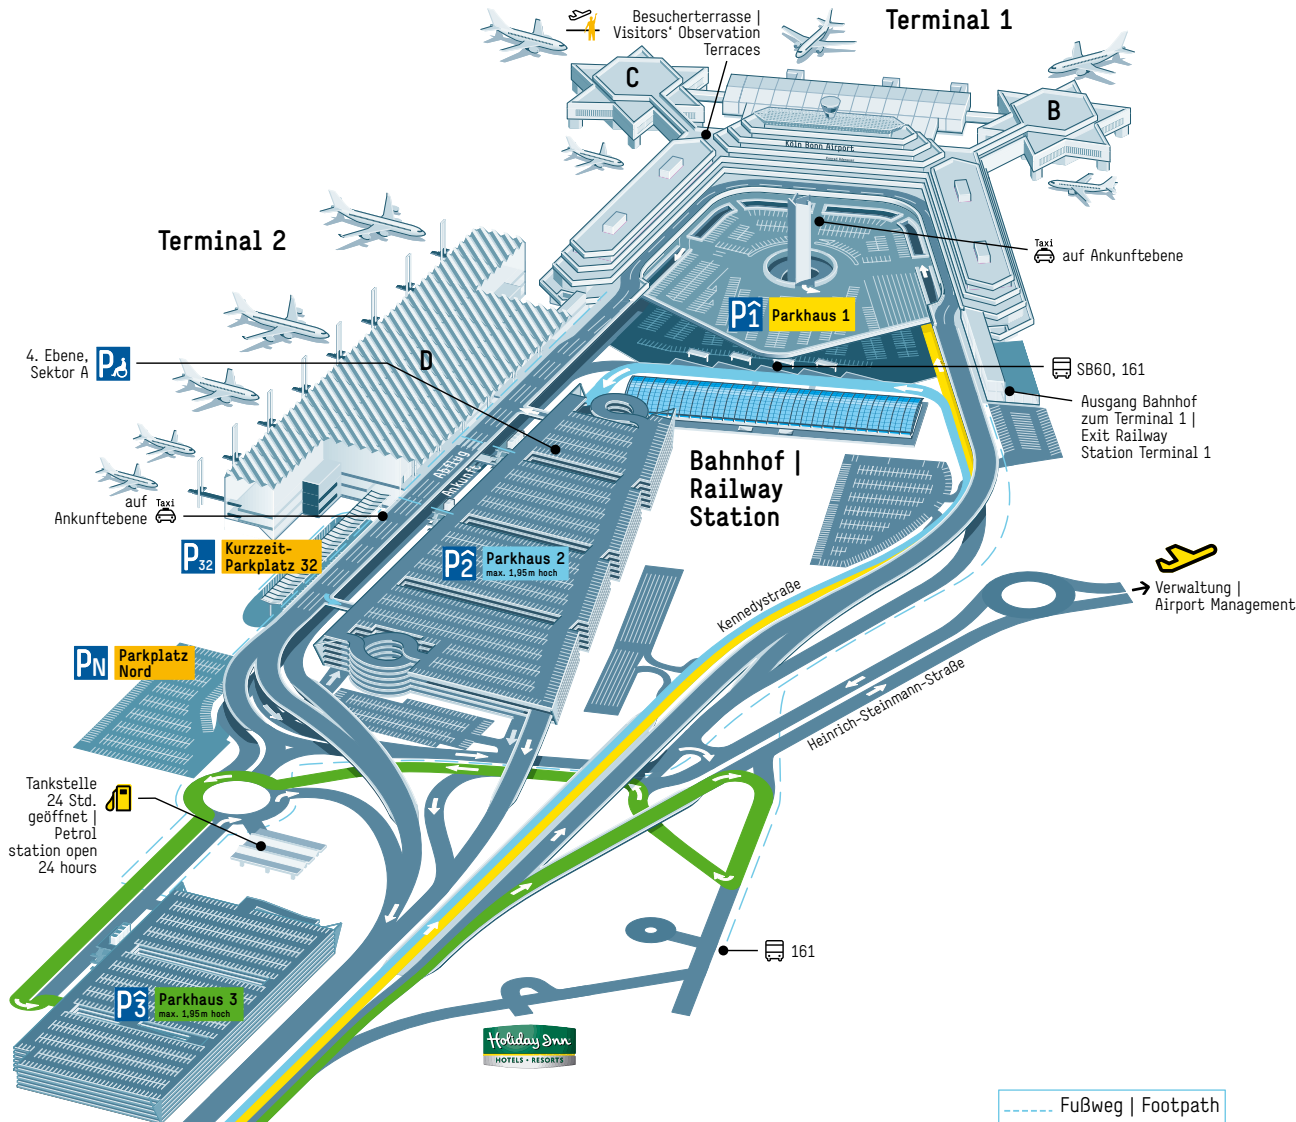 Besucherterrasse |
Visitors' Observation
Terraces
Terminal 1
C
B
Köln Bonn Airport
Terminal 2
Taxi
auf Ankunftebene
P1
Parkhaus 1
4. Ebene,
Sektor A
P
D
SB60, 161
Ausgang Bahnhof
zum Terminal 1 |
Exit Railway
Station Terminal 1
Abflug
Ankunft
Bahnhof |
Railway
Station
auf
Ankunftebene
Taxi
P32
Kurzzeit-
Parkplatz 32
P2
Parkhaus 2
max. 1,95m hoch
Kennedystraße
Verwaltung |
Airport Management
PN
Parkplatz
Nord
Heinrich-Steinmann-Straße
Tankstelle
24 Std.
geöffnet |
Petrol
station open
24 hours
161
P3
Parkhaus 3
max. 1,95m hoch
Holiday Inn
HOTELS • RESORTS
Fußweg | Footpath